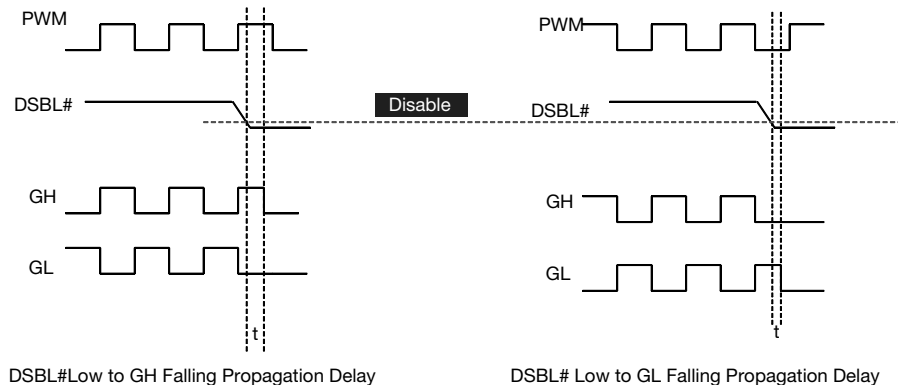 PWM
DSBL#
GH
GL
t
DSBL#Low to GH Falling Propagation Delay
Disable
PWM
DSBL#
GH
GL
t
DSBL# Low to GL Falling Propagation Delay